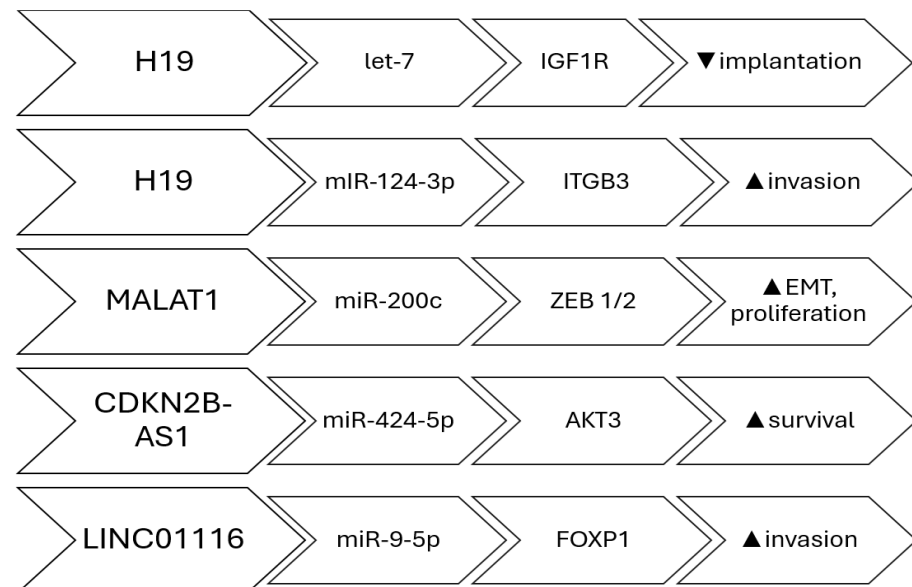 H19
let-7
IGF1R
▼implantation
H19
mIR-124-3p
ITGB3
▲invasion
MALAT1
miR-200c
ZEB 1/2
▲EMT,
proliferation
CDKN2B-
AS1
miR-424-5p
AKT3
▲survival
LINC01116
miR-9-5p
FOXP1
▲invasion